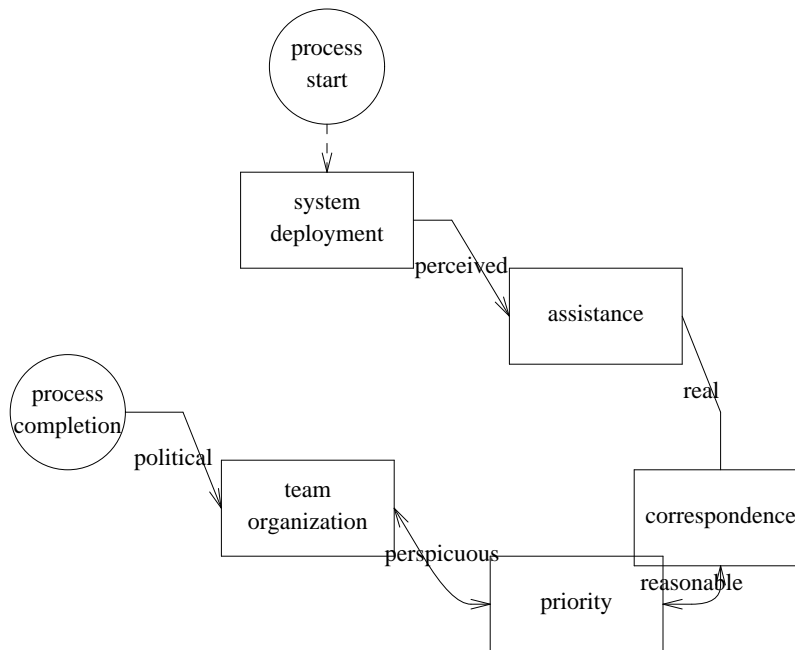 process
start
system
deployment
perceived
assistance
real
process
completion
political
team
organization
correspondence
perspicuous
reasonable
priority